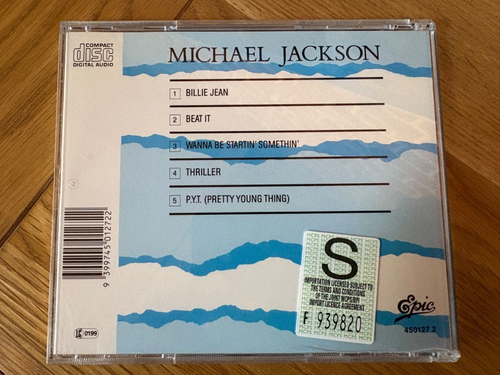 COMPACT
disc
DIGITAL AUDIO
MICHAEL JACKSON
1 BILLIE JEAN
2 BEAT IT
3 WANNA BE STARTIN' SOMETHIN'
4 THRILLER
5 P.Y.T. (PRETTY YOUNG THING)
9 399745 012722
0199
S
IMPORTATION LICENSED SUBJECT TO
THE TERMS AND CONDITIONS
OF THE JOINT MCPS/BPI
IMPORT LICENCE AGREEMENT
F 939820
Epic
450127 2